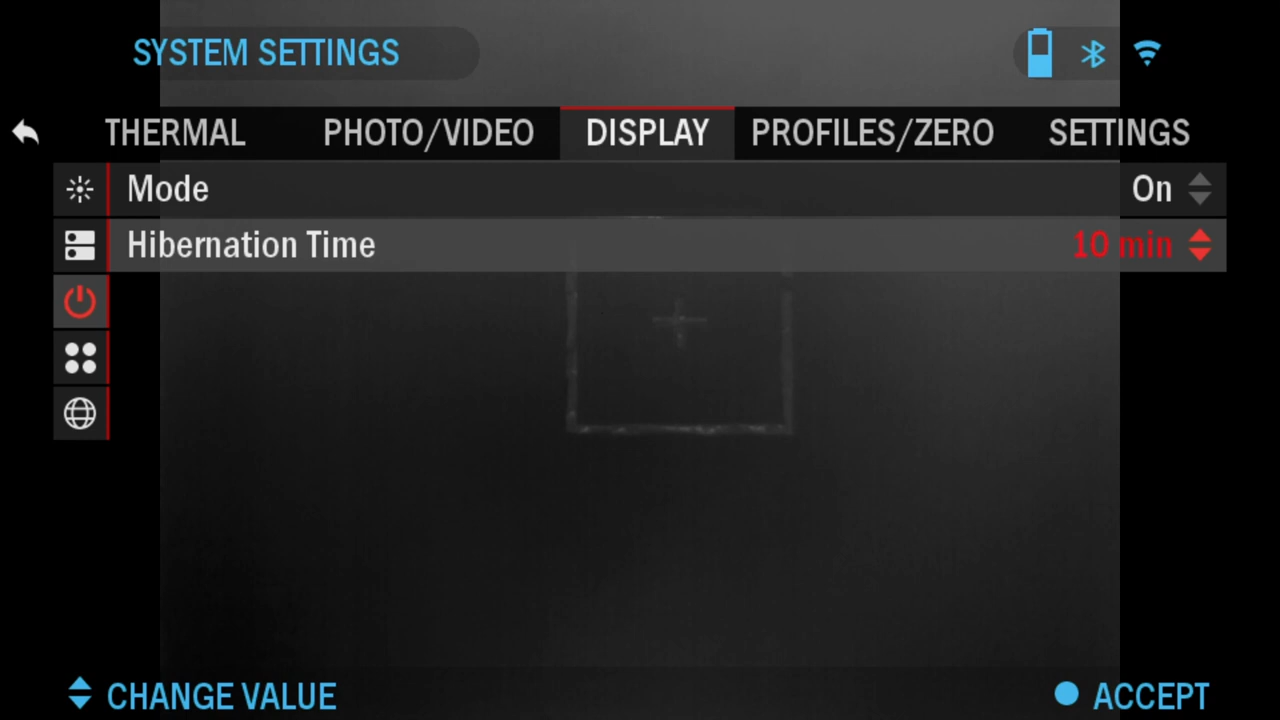 SYSTEM SETTINGS
THERMAL PHOTO/VIDEO DISPLAY PROFILES/ZERO SETTINGS
Mode On
Hibernation Time 10 min
CHANGE VALUE ACCEPT